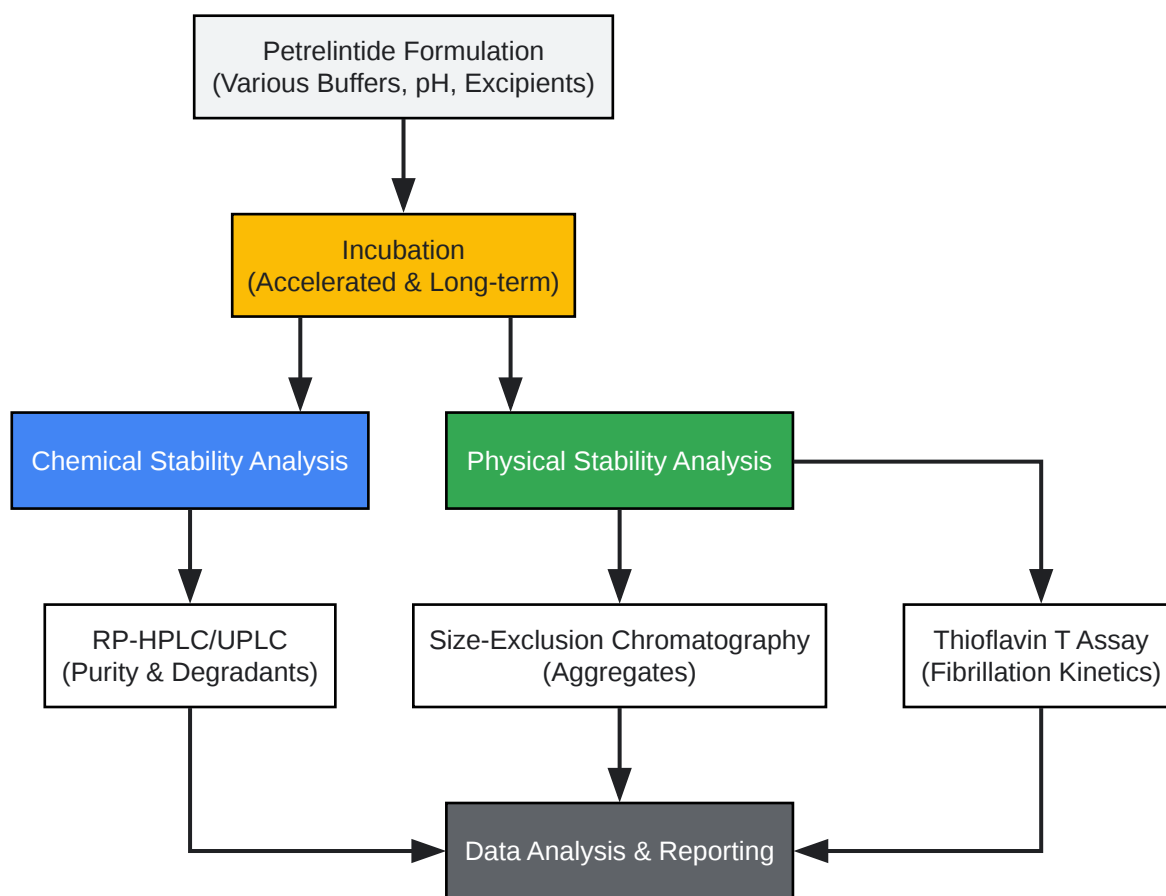 Petrelintide Formulation
(Various Buffers, pH, Excipients)
Incubation
(Accelerated & Long-term)
Chemical Stability Analysis
Physical Stability Analysis
RP-HPLC/UPLC
(Purity & Degradants)
Size-Exclusion Chromatography
(Aggregates)
Thioflavin T Assay
(Fibrillation Kinetics)
Data Analysis & Reporting